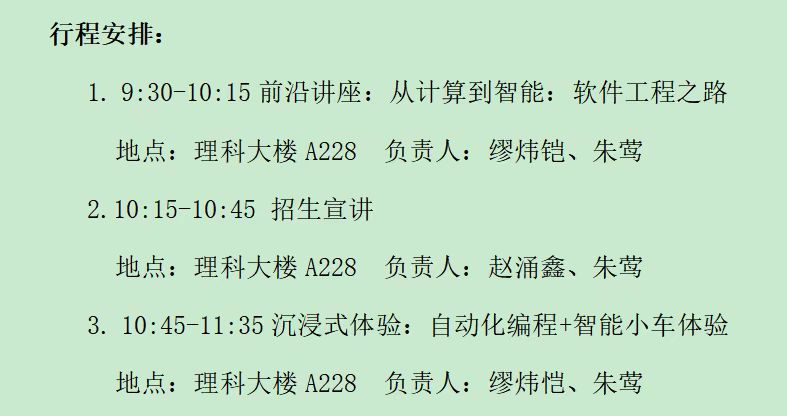 行程安排：
1. 9:30-10:15 前沿讲座：从计算到智能：软件工程之路
地点：理科大楼 A228 负责人：缪炜铠、朱莺
2.10:15-10:45 招生宣讲
地点：理科大楼 A228 负责人：赵涌鑫、朱莺
3. 10:45-11:35 沉浸式体验：自动化编程+智能小车体验
地点：理科大楼 A228 负责人：缪炜恺、朱莺